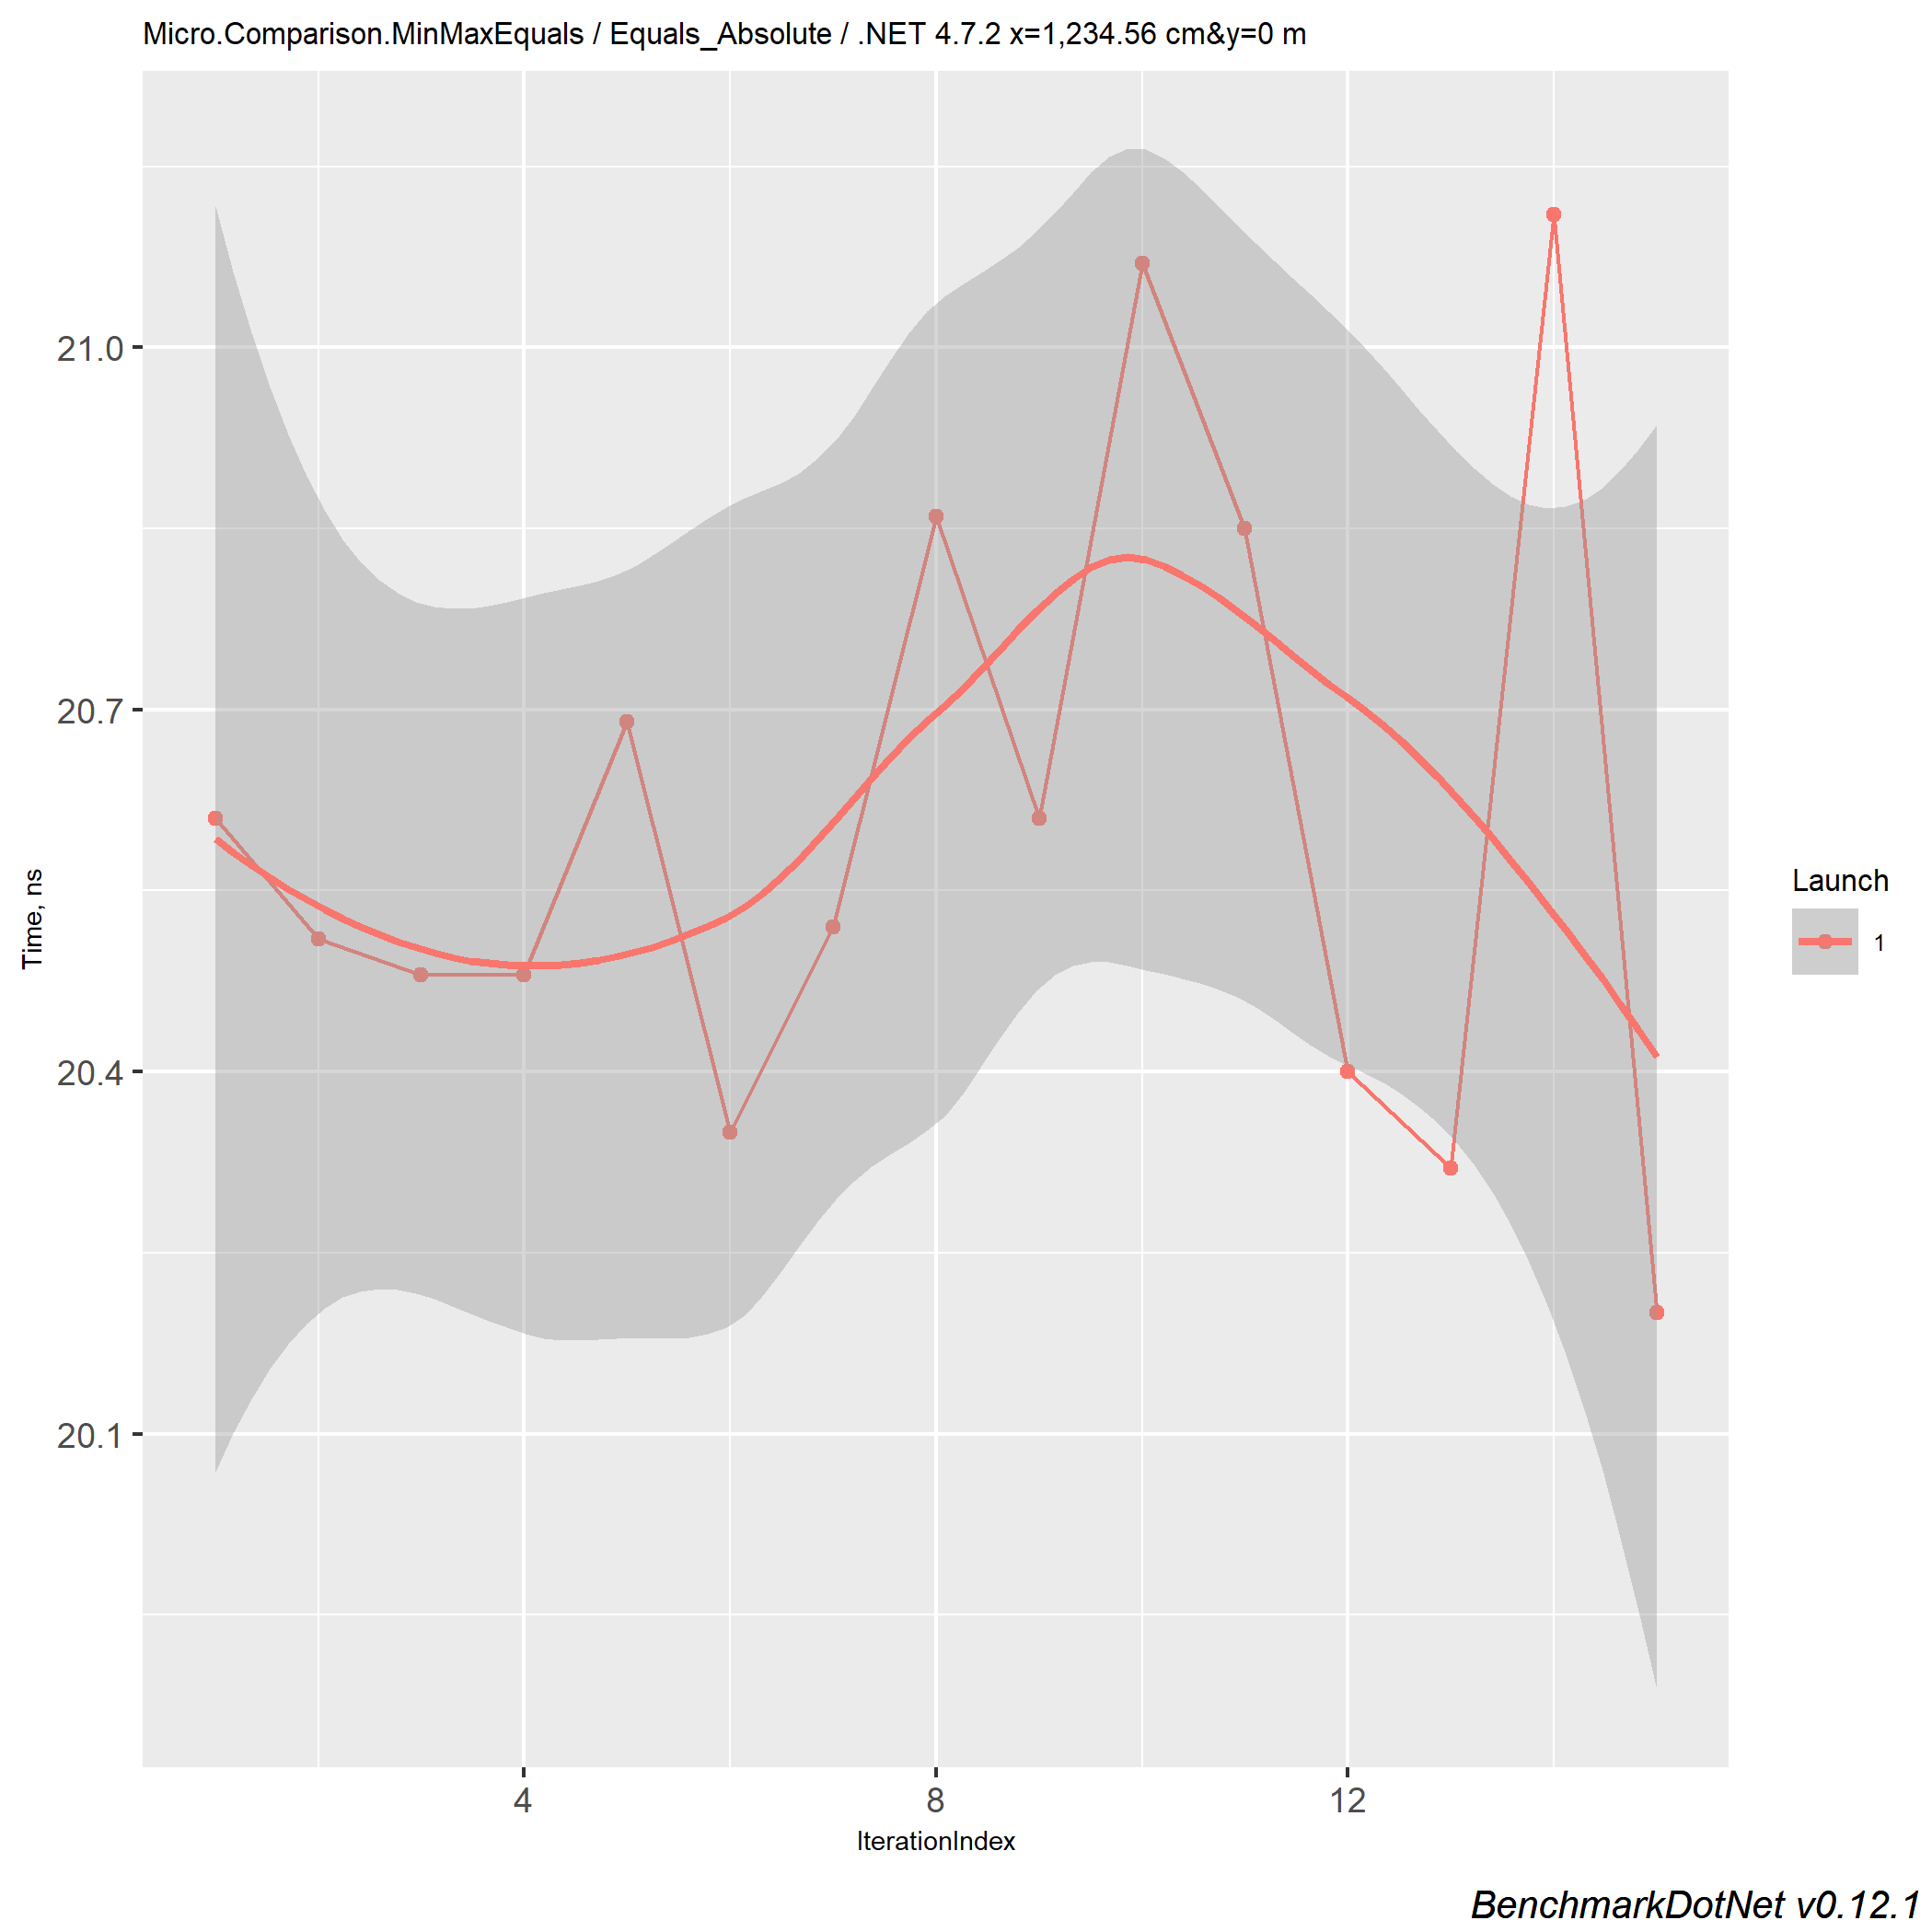 Micro.Comparison.MinMaxEquals / Equals_Absolute / .NET 4.7.2 x=1,234.56 cm&y=0 m
21.0
20.7
20.4
20.1
Time, ns
4
8
12
IterationIndex
Launch
1
BenchmarkDotNet v0.12.1